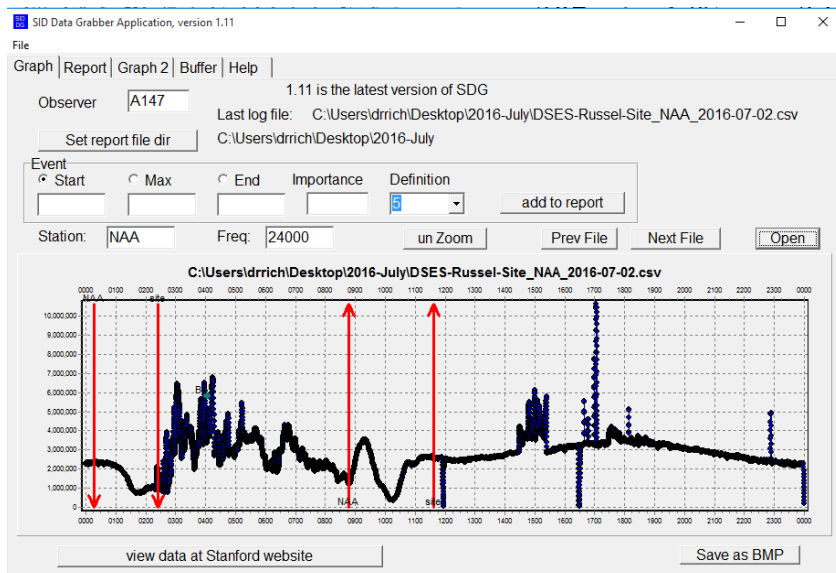 SID Data Grabber Application, version 1.11
File
Graph Report Graph 2 Buffer Help
Observer A147 1.11 is the latest version of SDG
Last log file: C:\Users\drrich\Desktop\2016-July\DSES-Russel-Site_NAA_2016-07-02.csv
Set report file dir C:\Users\drrich\Desktop\2016-July
Event
Start Max End Importance Definition
5 add to report
Station: NAA Freq: 24000 un Zoom Prev File Next File Open
C:\Users\drrich\Desktop\2016-July\DSES-Russel-Site_NAA_2016-07-02.csv
0000 0100 0200 0300 0400 0500 0600 0700 0800 0900 1000 1100 1200 1300 1400 1500 1600 1700 1800 1900 2000 2100 2200 2300 0000
NAA site
10,000,000
9,000,000
8,000,000
7,000,000
6,000,000
5,000,000
4,000,000
3,000,000
2,000,000
1,000,000
0
NAA site
0000 0100 0200 0300 0400 0500 0600 0700 0800 0900 1000 1100 1200 1300 1400 1500 1600 1700 1800 1900 2000 2100 2200 2300 0000
view data at Stanford website Save as BMP